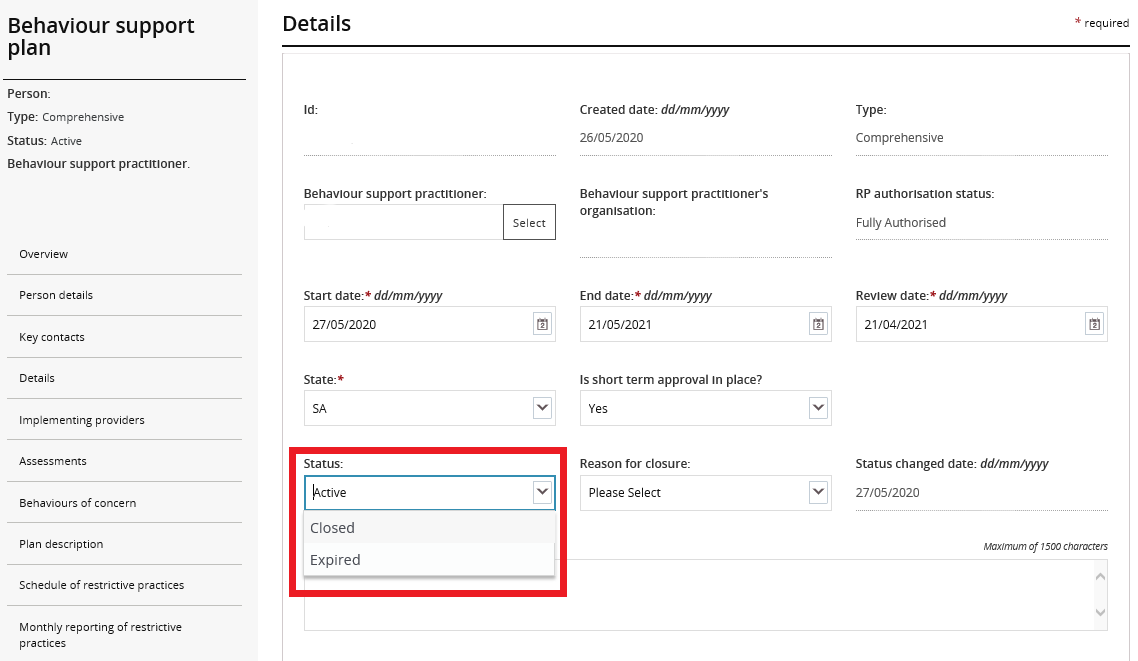 Behaviour support
plan
Person:
Type: Comprehensive
Status: Active
Behaviour support practitioner.
Overview
Person details
Key contacts
Details
Implementing providers
Assessments
Behaviours of concern
Plan description
Schedule of restrictive practices
Monthly reporting of restrictive
practices
Details
* required
Id:
Created date: dd/mm/yyyy
26/05/2020
Type:
Comprehensive
Behaviour support practitioner:
Select
Behaviour support practitioner's
organisation:
RP authorisation status:
Fully Authorised
Start date:* dd/mm/yyyy
27/05/2020
End date:* dd/mm/yyyy
21/05/2021
Review date:* dd/mm/yyyy
21/04/2021
State:*
SA
Is short term approval in place?
Yes
Status:
Active
Closed
Expired
Reason for closure:
Please Select
Status changed date: dd/mm/yyyy
27/05/2020
Maximum of 1500 characters